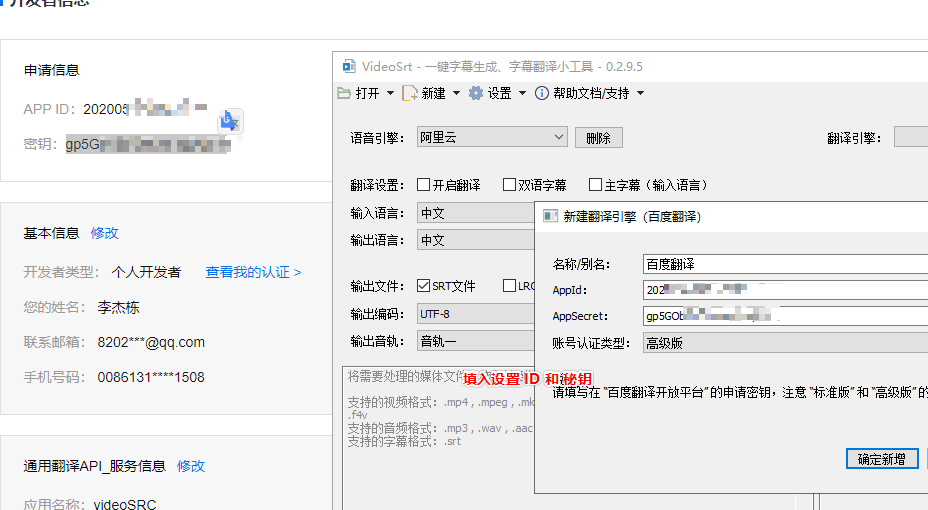 开发者信息
申请信息
APP ID： 202005
密钥： gp5G
基本信息 修改
开发者类型： 个人开发者 查看我的认证 >
您的姓名： 李杰栋
联系邮箱： 8202***@qq.com
手机号码： 0086131****1508
通用翻译API_服务信息 修改
应用名称： videoSRC
VideoSrt - 一键字幕生成、字幕翻译小工具 - 0.2.9.5
打开 新建 设置 帮助文档/支持
语音引擎： 阿里云 删除 翻译引擎：
翻译设置： 开启翻译 双语字幕 主字幕（输入语言）
输入语言： 中文
输出语言： 中文
输出文件： SRT文件 LRC
输出编码： UTF-8
输出音轨： 音轨一
将需要处理的媒体文件
支持的视频格式：.mp4 , .mpeg , .mk
.f4v
支持的音频格式：.mp3 , .wav , .aac
支持的字幕格式：.srt
填入设置 ID 和 秘钥
新建翻译引擎（百度翻译）
名称/别名： 百度翻译
AppId： 202
AppSecret： gp5GOb
账号认证类型： 高级版
请填写在 “百度翻译开放平台” 的申请密钥，注意 “标准版” 和 “高级版” 的
确定新增